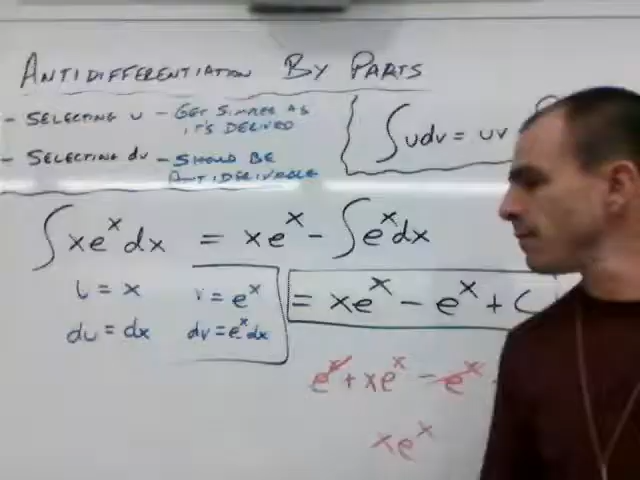 ANTIDIFFERENTIATION BY PARTS
- SELECTING U - GET SIMPLER AS IT'S DERIVED
- SELECTING dv - SHOULD BE ANTIDERIVABLE
∫udv = uv
∫xe^x dx = xe^x - ∫e^x dx
u = x v = e^x
du = dx dv = e^x dx
= xe^x - e^x + C
e^x + xe^x - e^x
xe^x